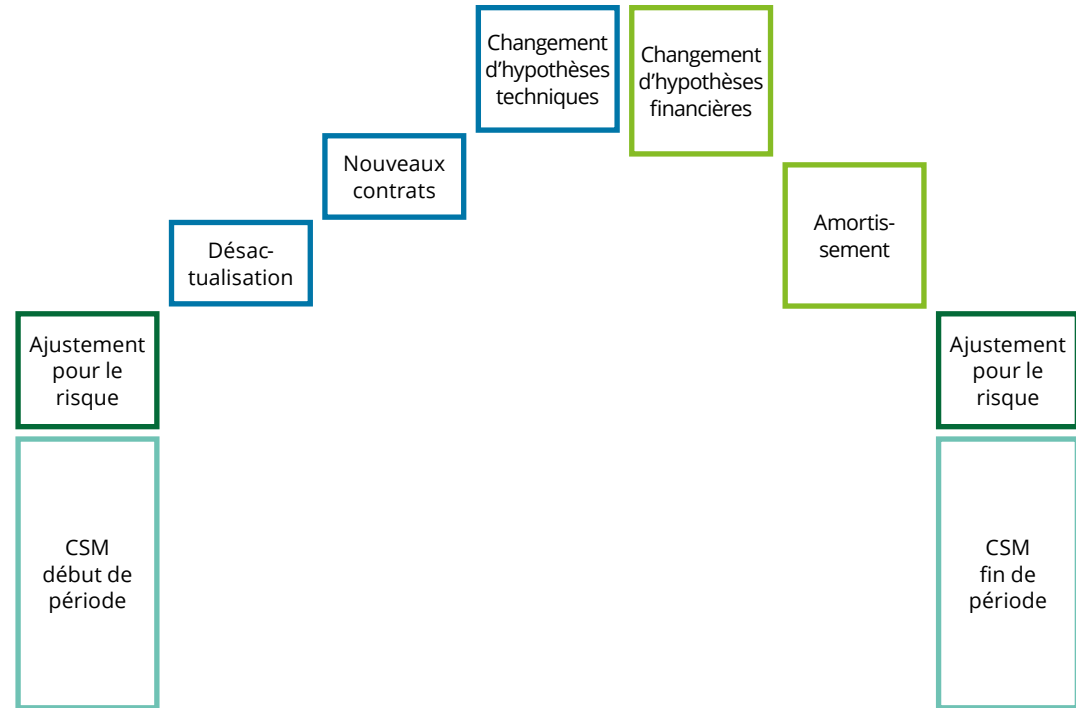 Changement
d’hypothèses
techniques
Changement
d’hypothèses
financières
Nouveaux
contrats
Amortis-
sement
Désac-
tualisation
Ajustement
pour le
risque
Ajustement
pour le
risque
CSM
début de
période
CSM
fin de
période